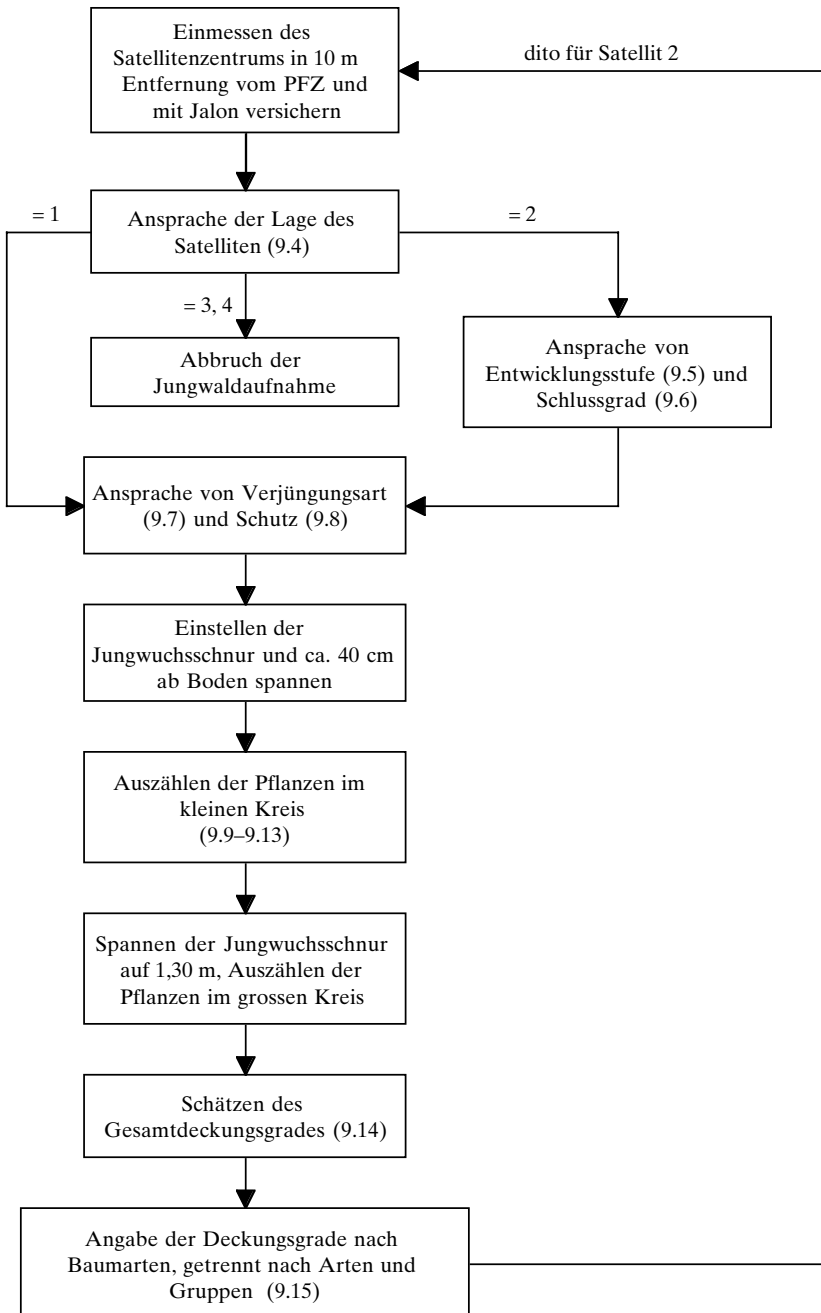 Einmessen des
Satellitenzentrums in 10 m
Entfernung vom PFZ und
mit Jalon versichern
dito für Satellit 2
= 1
Ansprache der Lage des
Satelliten (9.4)
= 2
= 3, 4
Abbruch der
Jungwaldaufnahme
Ansprache von
Entwicklungsstufe (9.5) und
Schlussgrad (9.6)
Ansprache von Verjüngungsart
(9.7) und Schutz (9.8)
Einstellen der
Jungwuchsschnur und ca. 40 cm
ab Boden spannen
Auszählen der Pflanzen im
kleinen Kreis
(9.9–9.13)
Spannen der Jungwuchsschnur
auf 1,30 m, Auszählen der
Pflanzen im grossen Kreis
Schätzen des
Gesamtdeckungsgrades (9.14)
Angabe der Deckungsgrade nach
Baumarten, getrennt nach Arten und
Gruppen (9.15)